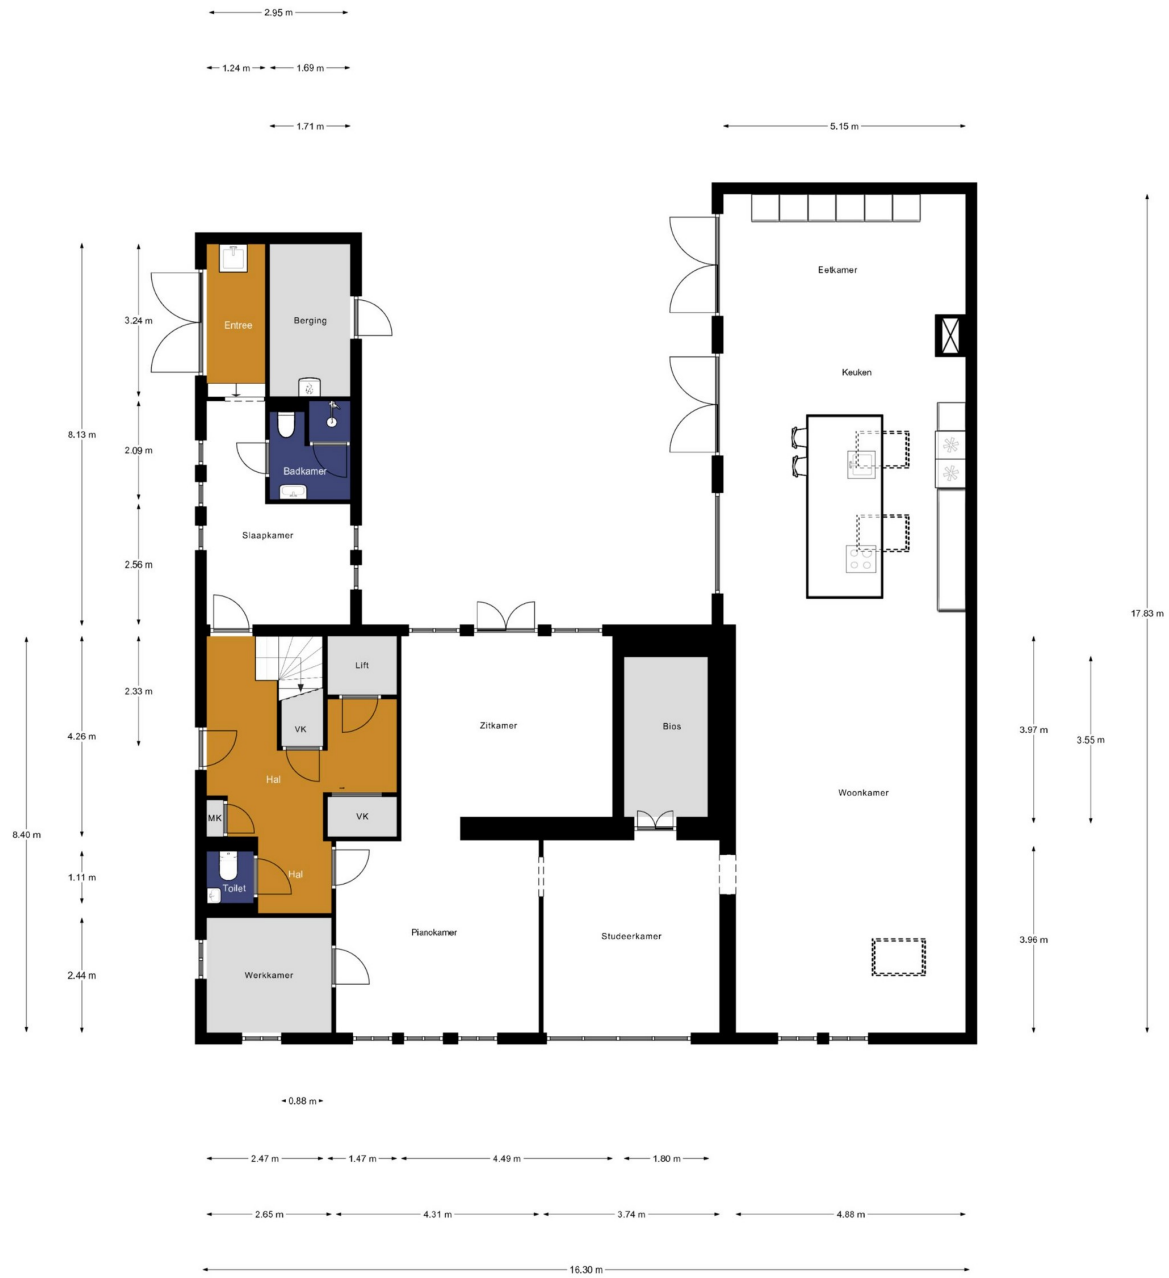 2.95 m
1.24 m
1.69 m
1.71 m
5.15 m
Eetkamer
3.24 m
Entree
Berging
Keuken
8.13 m
2.09 m
Badkamer
Slaapkamer
2.56 m
17.83 m
Lift
2.33 m
VK
Zitkamer
Bios
4.26 m
3.97 m
3.55 m
Hal
Woonkamer
MK
VK
8.40 m
1.11 m
Toilet
Hal
Pianokamer
Studeerkamer
3.96 m
2.44 m
Werkkamer
0.88 m
2.47 m
1.47 m
4.49 m
1.80 m
2.65 m
4.31 m
3.74 m
4.88 m
16.30 m